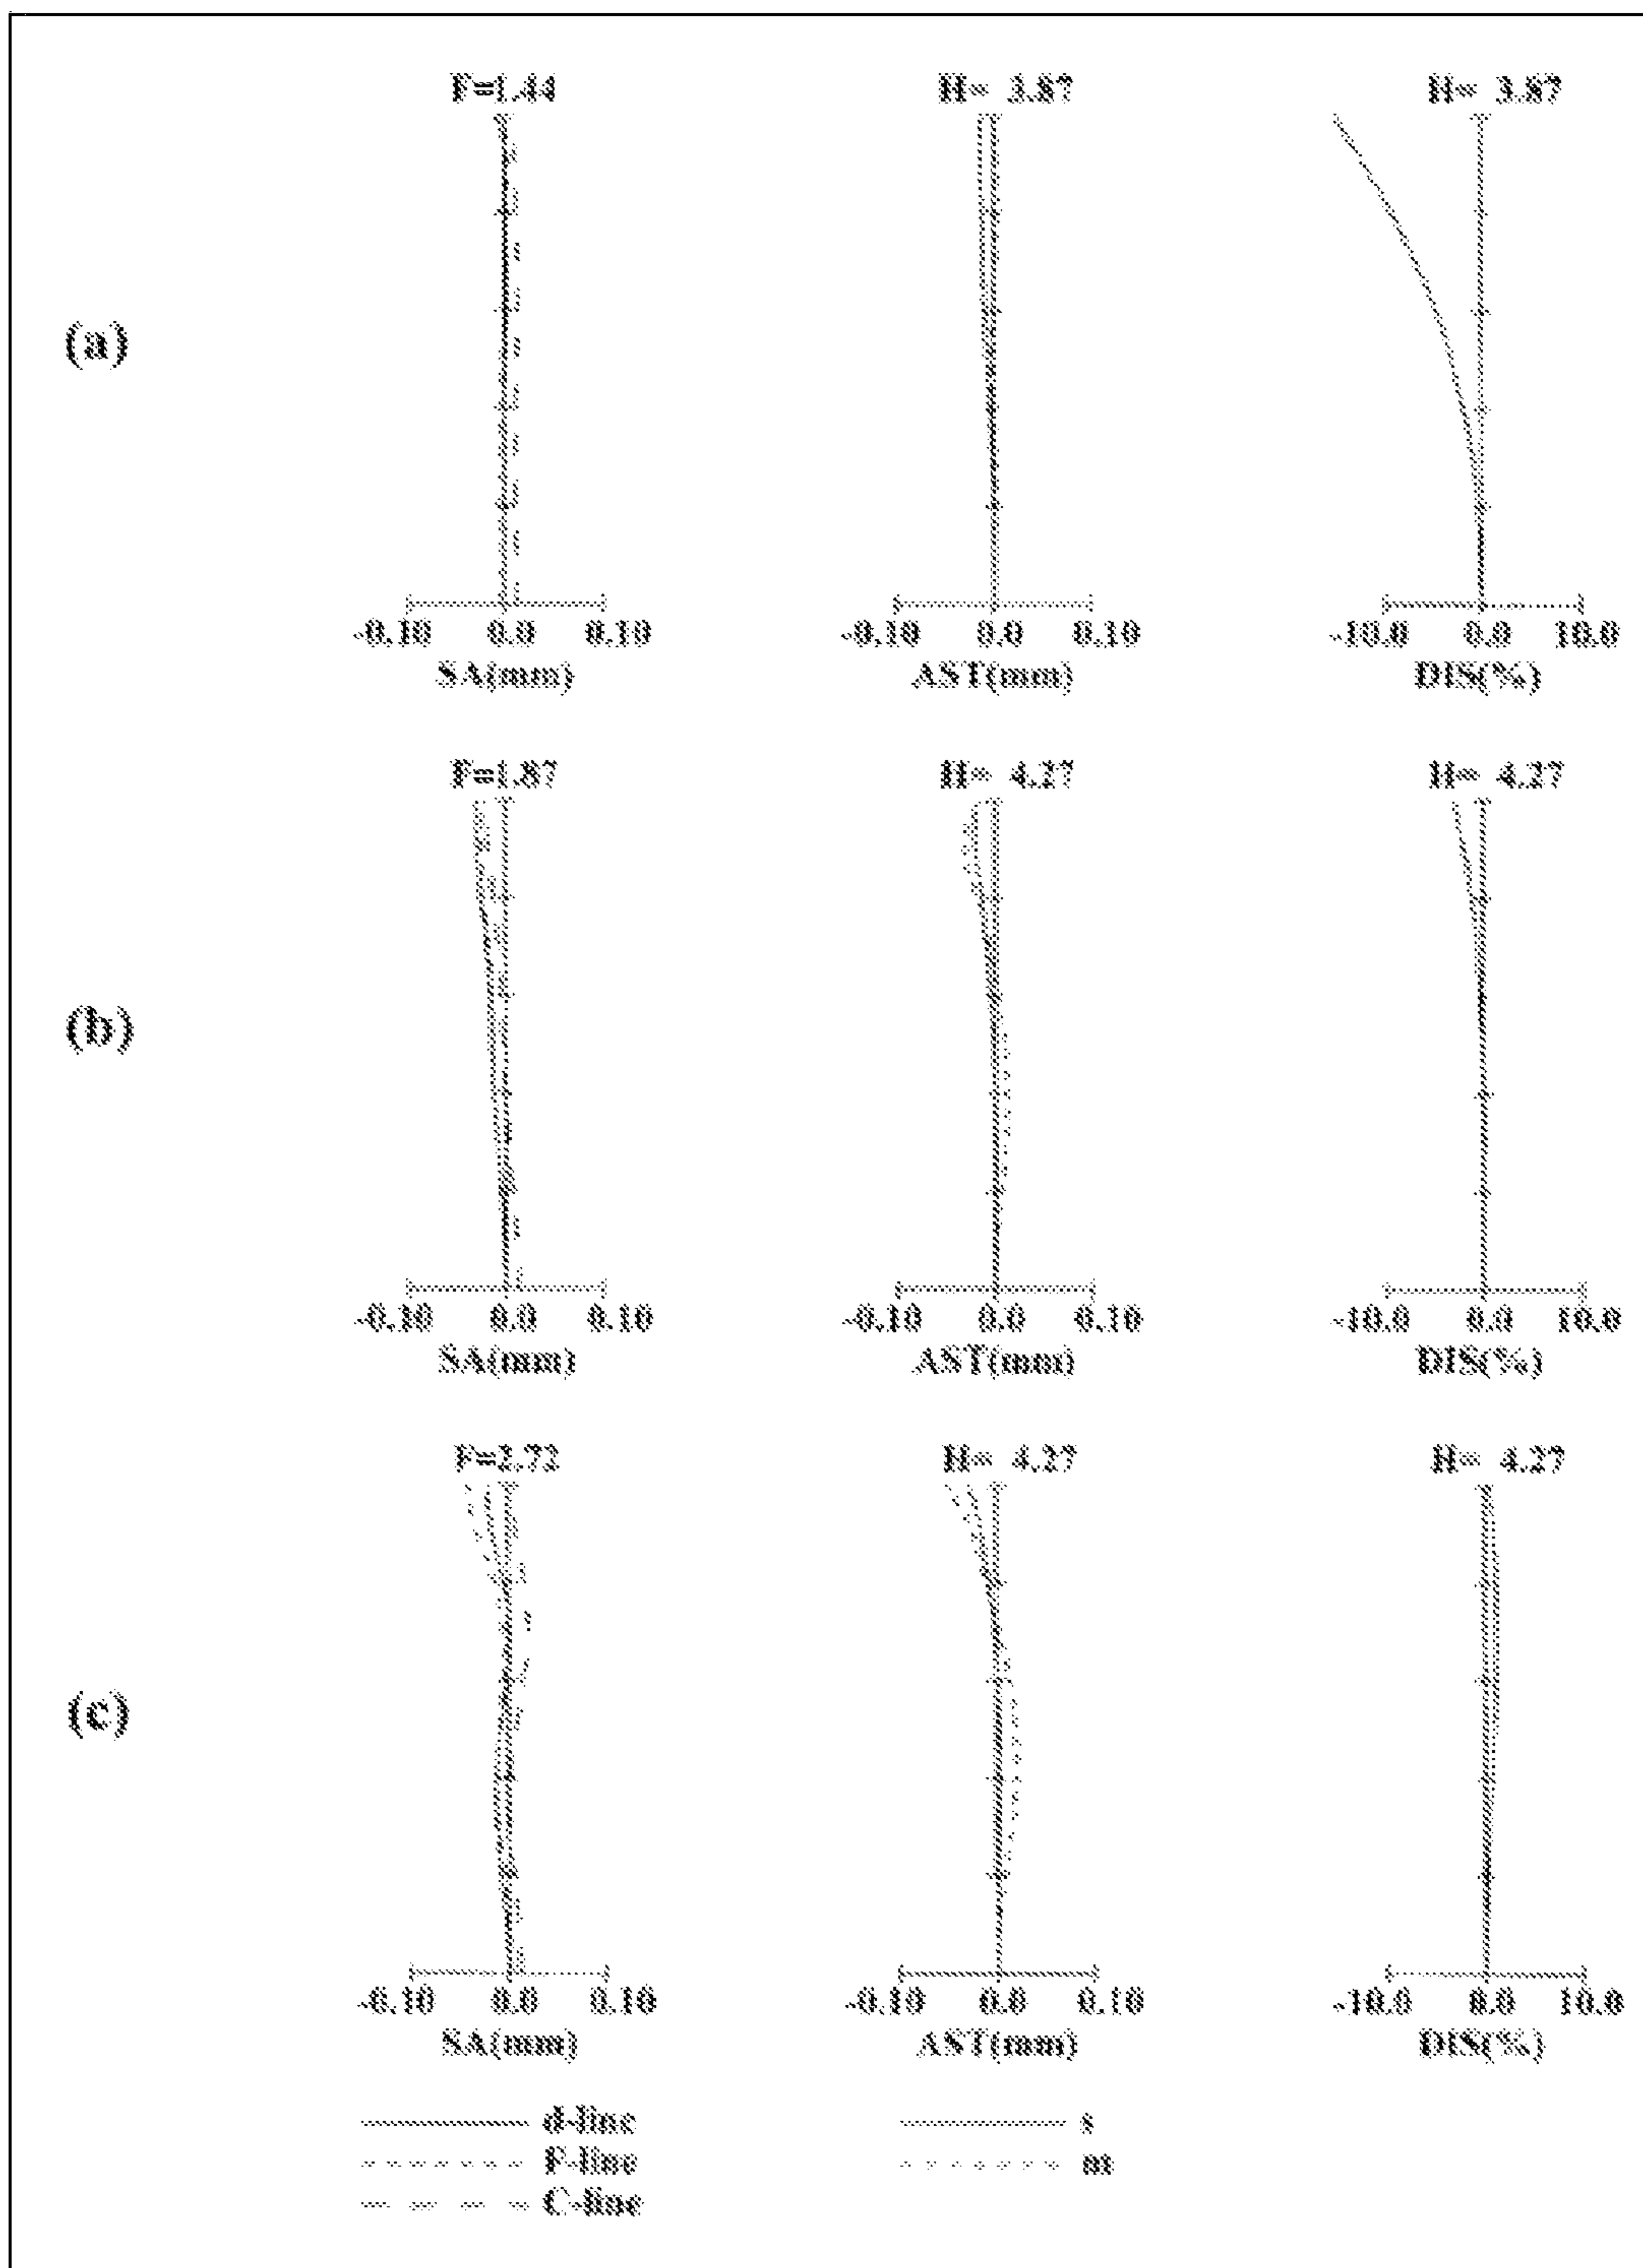 F=1.44 H= 3.87 H= 3.87
(a)
-0.10 0.0 0.10 -0.10 0.0 0.10 -10.0 0.0 10.0
SA(mm) AST(mm) DIS(%)
F=1.87 H= 4.27 H= 4.27
(b)
-0.10 0.0 0.10 -0.10 0.0 0.10 -10.0 0.0 10.0
SA(mm) AST(mm) DIS(%)
F=2.72 H= 4.27 H= 4.27
(c)
-0.10 0.0 0.10 -0.10 0.0 0.10 -10.0 0.0 10.0
SA(mm) AST(mm) DIS(%)
d-line s
F-line m
C-line